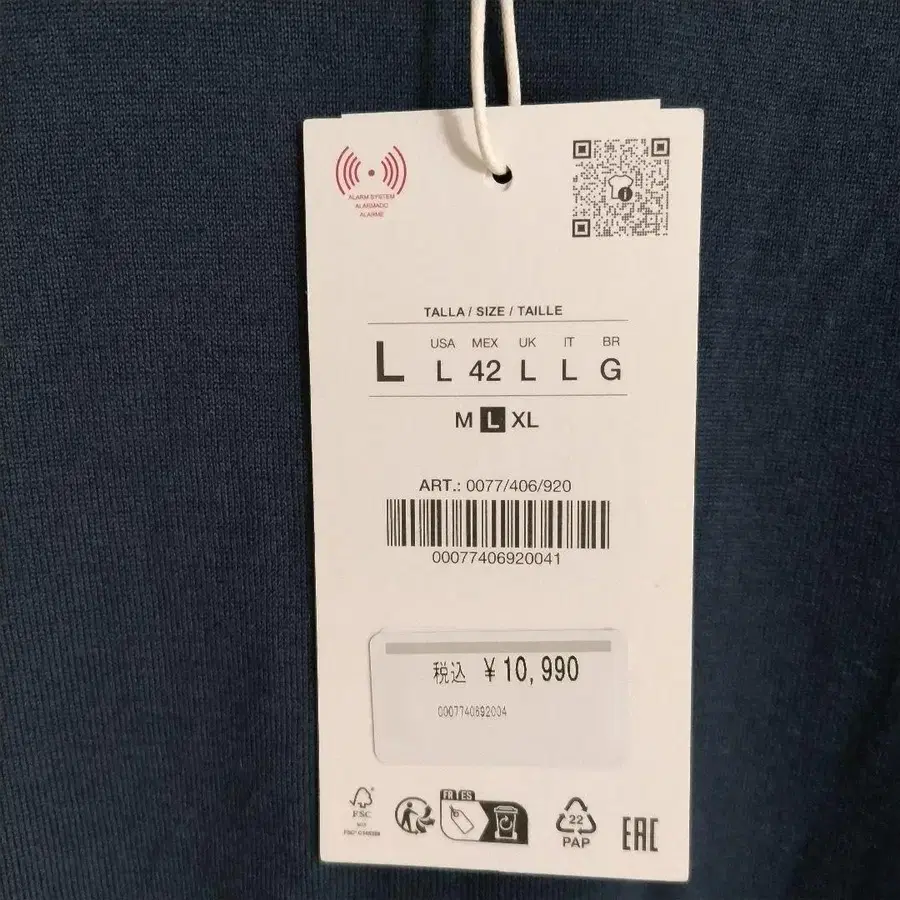 ALARM SYSTEM
ALARMADO
ALARME
TALLA / SIZE / TAILLE
USA MEX UK IT BR
L L 42 L L G
M L XL
ART.: 0077/406/920
00077406920041
税込 ¥10,990
0007740692004
FSC
FR ES
22
PAP
EAC